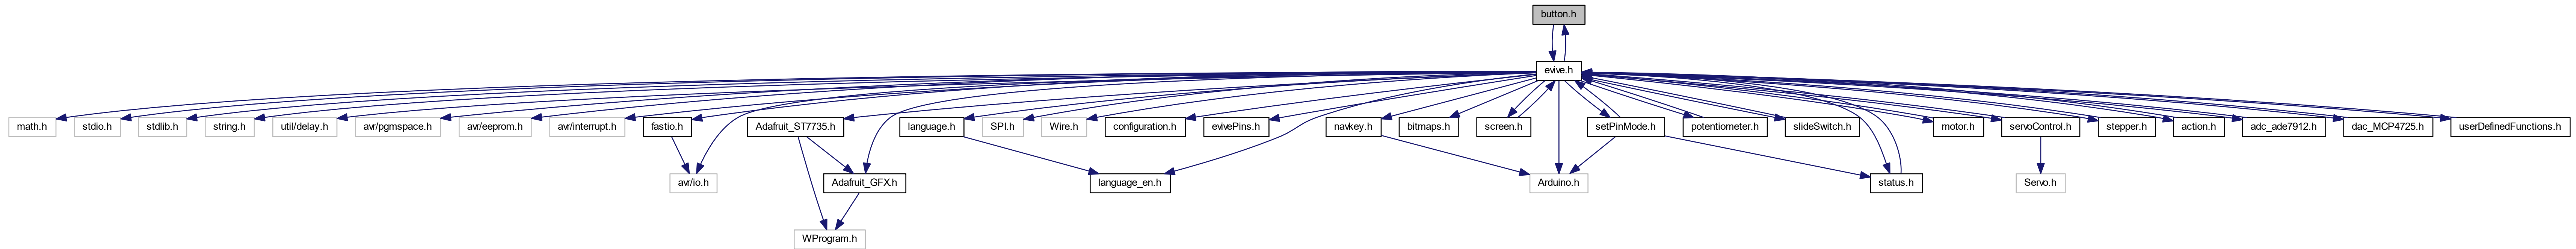 button.h
evive.h
math.h
stdio.h
stdlib.h
string.h
util/delay.h
avr/pgmspace.h
avr/eeprom.h
avr/interrupt.h
fastio.h
Adafruit_ST7735.h
language.h
SPI.h
Wire.h
configuration.h
evivePins.h
navkey.h
bitmaps.h
screen.h
setPinMode.h
potentiometer.h
slideSwitch.h
motor.h
servoControl.h
stepper.h
action.h
adc_ade7912.h
dac_MCP4725.h
userDefinedFunctions.h
avr/io.h
Adafruit_GFX.h
language_en.h
Arduino.h
status.h
Servo.h
WProgram.h